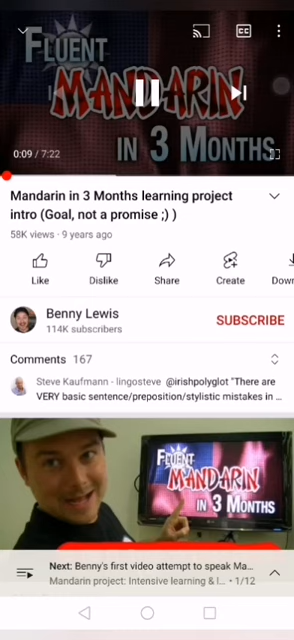 FLUENT
MANDARIN
IN 3 MONTHS
CC
0:09 / 7:22
Mandarin in 3 Months learning project
intro (Goal, not a promise ;) )
58K views · 9 years ago
Like
Dislike
Share
Create
Down
Benny Lewis
114K subscribers
SUBSCRIBE
Comments 167
Steve Kaufmann - lingosteve @irishpolyglot "There are
VERY basic sentence/preposition/stylistic mistakes in ...
FLUENT
MANDARIN
IN 3 MONTHS
Next: Benny's first video attempt to speak Ma...
Mandarin project: Intensive learning & l... · 1/12